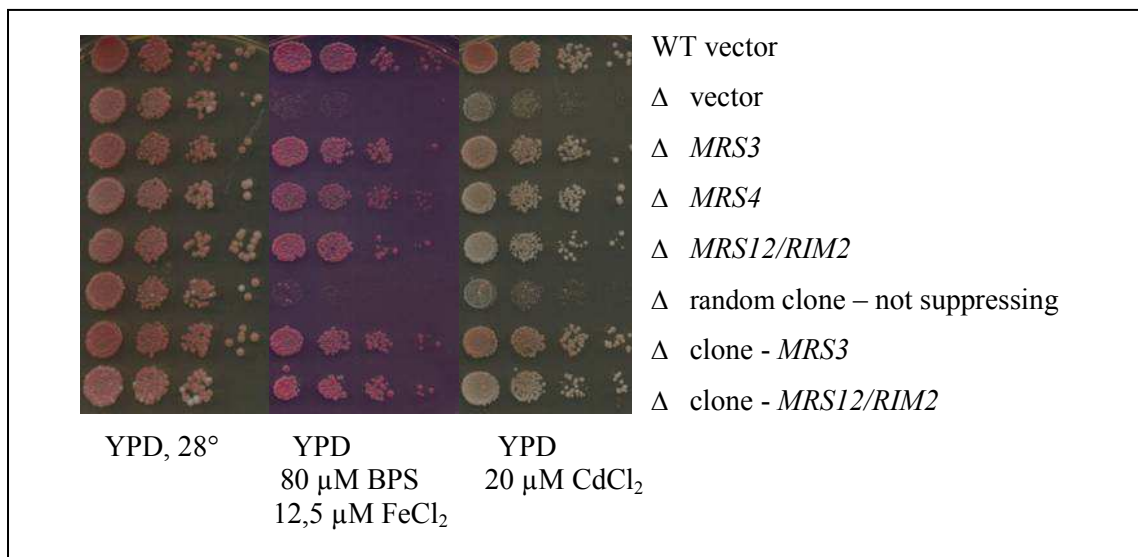 WT vector
Δ vector
Δ MRS3
Δ MRS4
Δ MRS12/RIM2
Δ random clone – not suppressing
Δ clone - MRS3
Δ clone - MRS12/RIM2
YPD, 28°
YPD
80 µM BPS
12,5 µM FeCl₂
YPD
20 µM CdCl₂